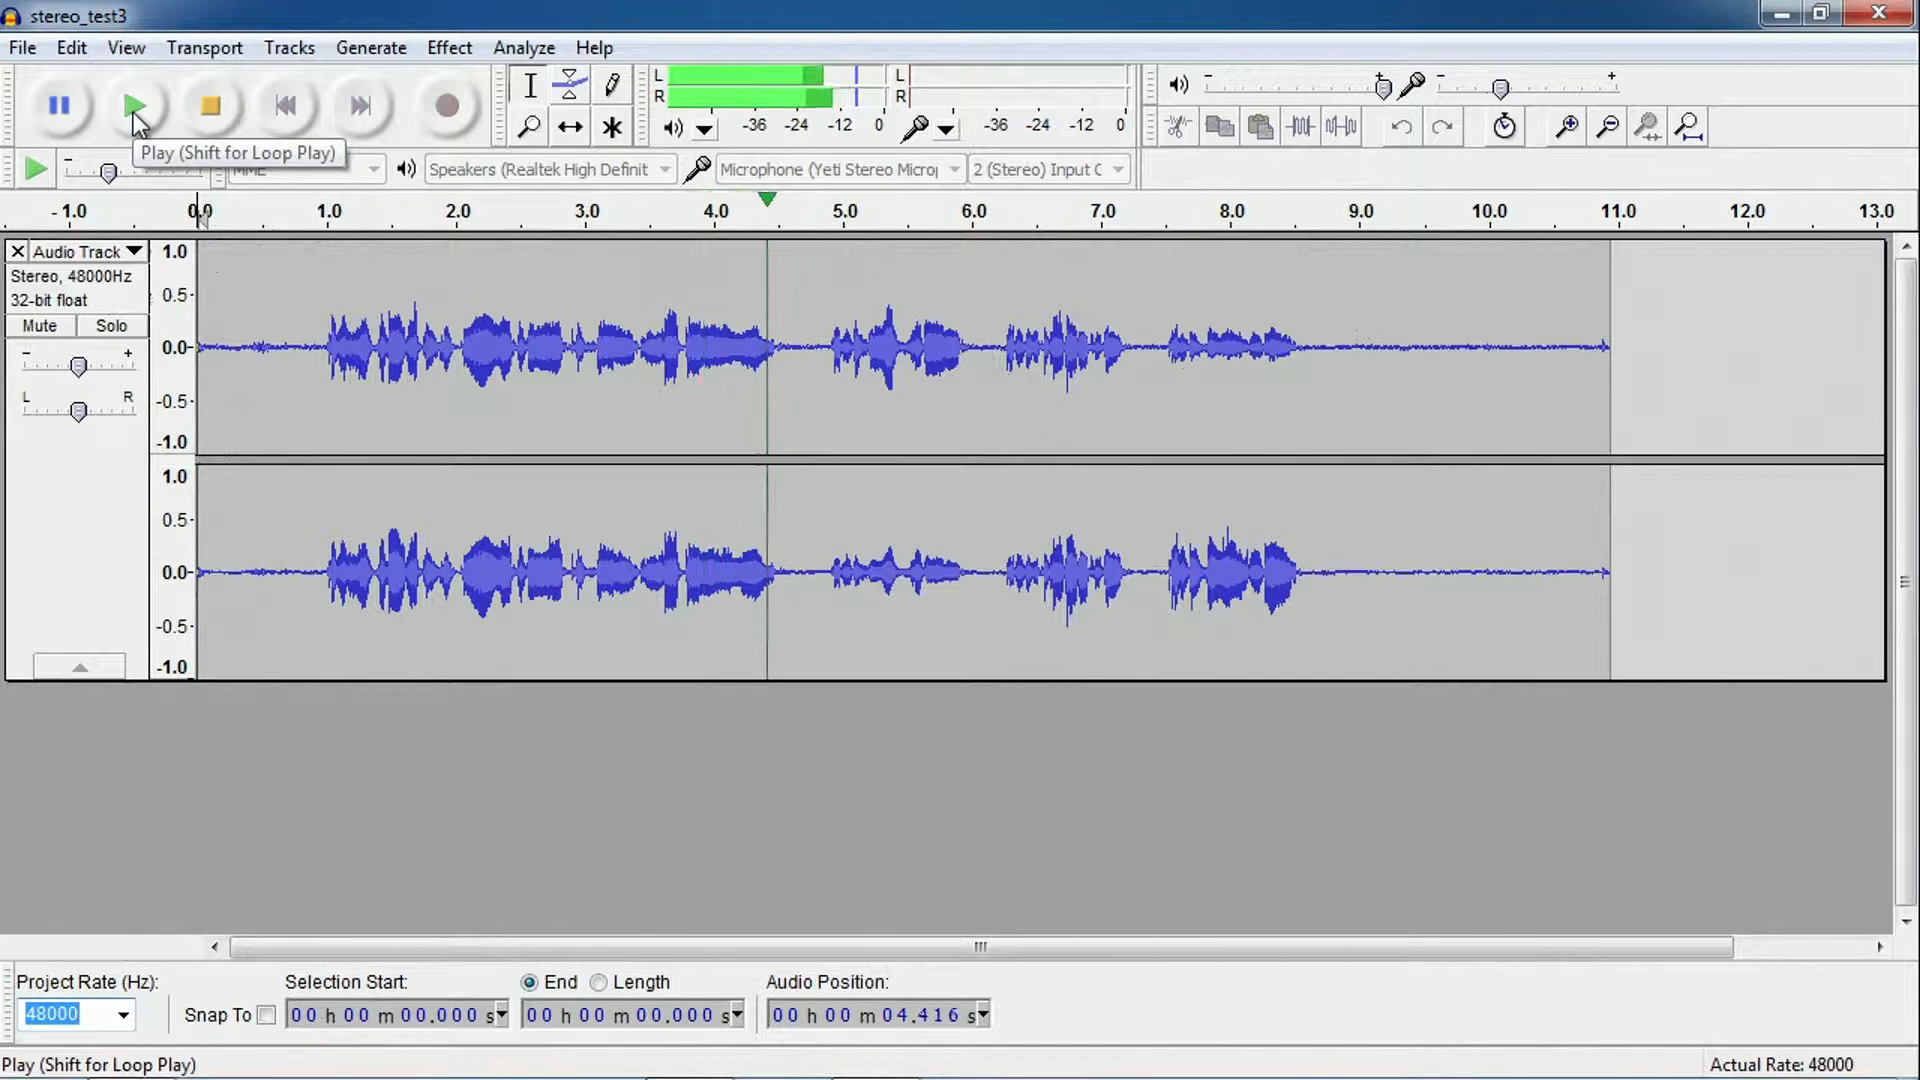 stereo_test3
File Edit View Transport Tracks Generate Effect Analyze Help
L L
R R
-36 -24 -12 0 -36 -24 -12 0
Play (Shift for Loop Play)
Speakers (Realtek High Definit Microphone (Yeti Stereo Micro 2 (Stereo) Input C
- 1.0 0.0 1.0 2.0 3.0 4.0 5.0 6.0 7.0 8.0 9.0 10.0 11.0 12.0 13.0
Audio Track
Stereo, 48000Hz
32-bit float
Mute Solo
- +
L R
1.0
0.5
0.0
-0.5
-1.0
1.0
0.5
0.0
-0.5
-1.0
Project Rate (Hz): Selection Start: End Length Audio Position:
48000 Snap To 00 h 00 m 00.000 s 00 h 00 m 00.000 s 00 h 00 m 04.416 s
Play (Shift for Loop Play) Actual Rate: 48000